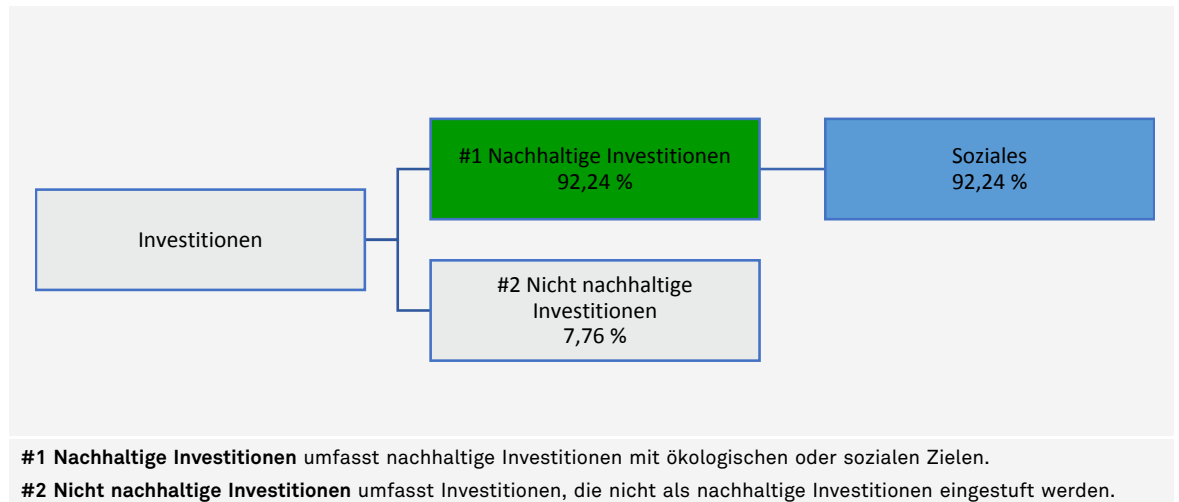 #1 Nachhaltige Investitionen
92,24 %
Soziales
92,24 %
Investitionen
#2 Nicht nachhaltige
Investitionen
7,76 %
#1 Nachhaltige Investitionen umfasst nachhaltige Investitionen mit ökologischen oder sozialen Zielen.
#2 Nicht nachhaltige Investitionen umfasst Investitionen, die nicht als nachhaltige Investitionen eingestuft werden.